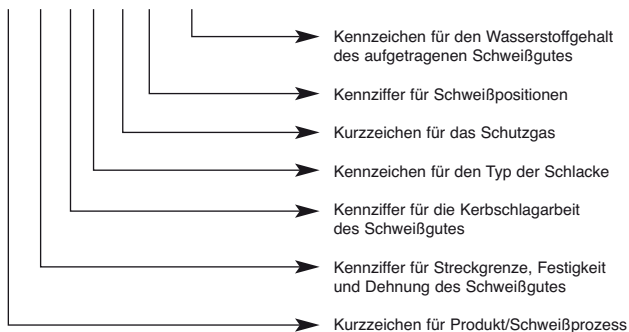 Kennzeichen für den Wasserstoffgehalt
des aufgetragenen Schweißgutes
Kennziffer für Schweißpositionen
Kurzzeichen für das Schutzgas
Kennzeichen für den Typ der Schlacke
Kennziffer für die Kerbschlagarbeit
des Schweißgutes
Kennziffer für Streckgrenze, Festigkeit
und Dehnung des Schweißgutes
Kurzzeichen für Produkt/Schweißprozess